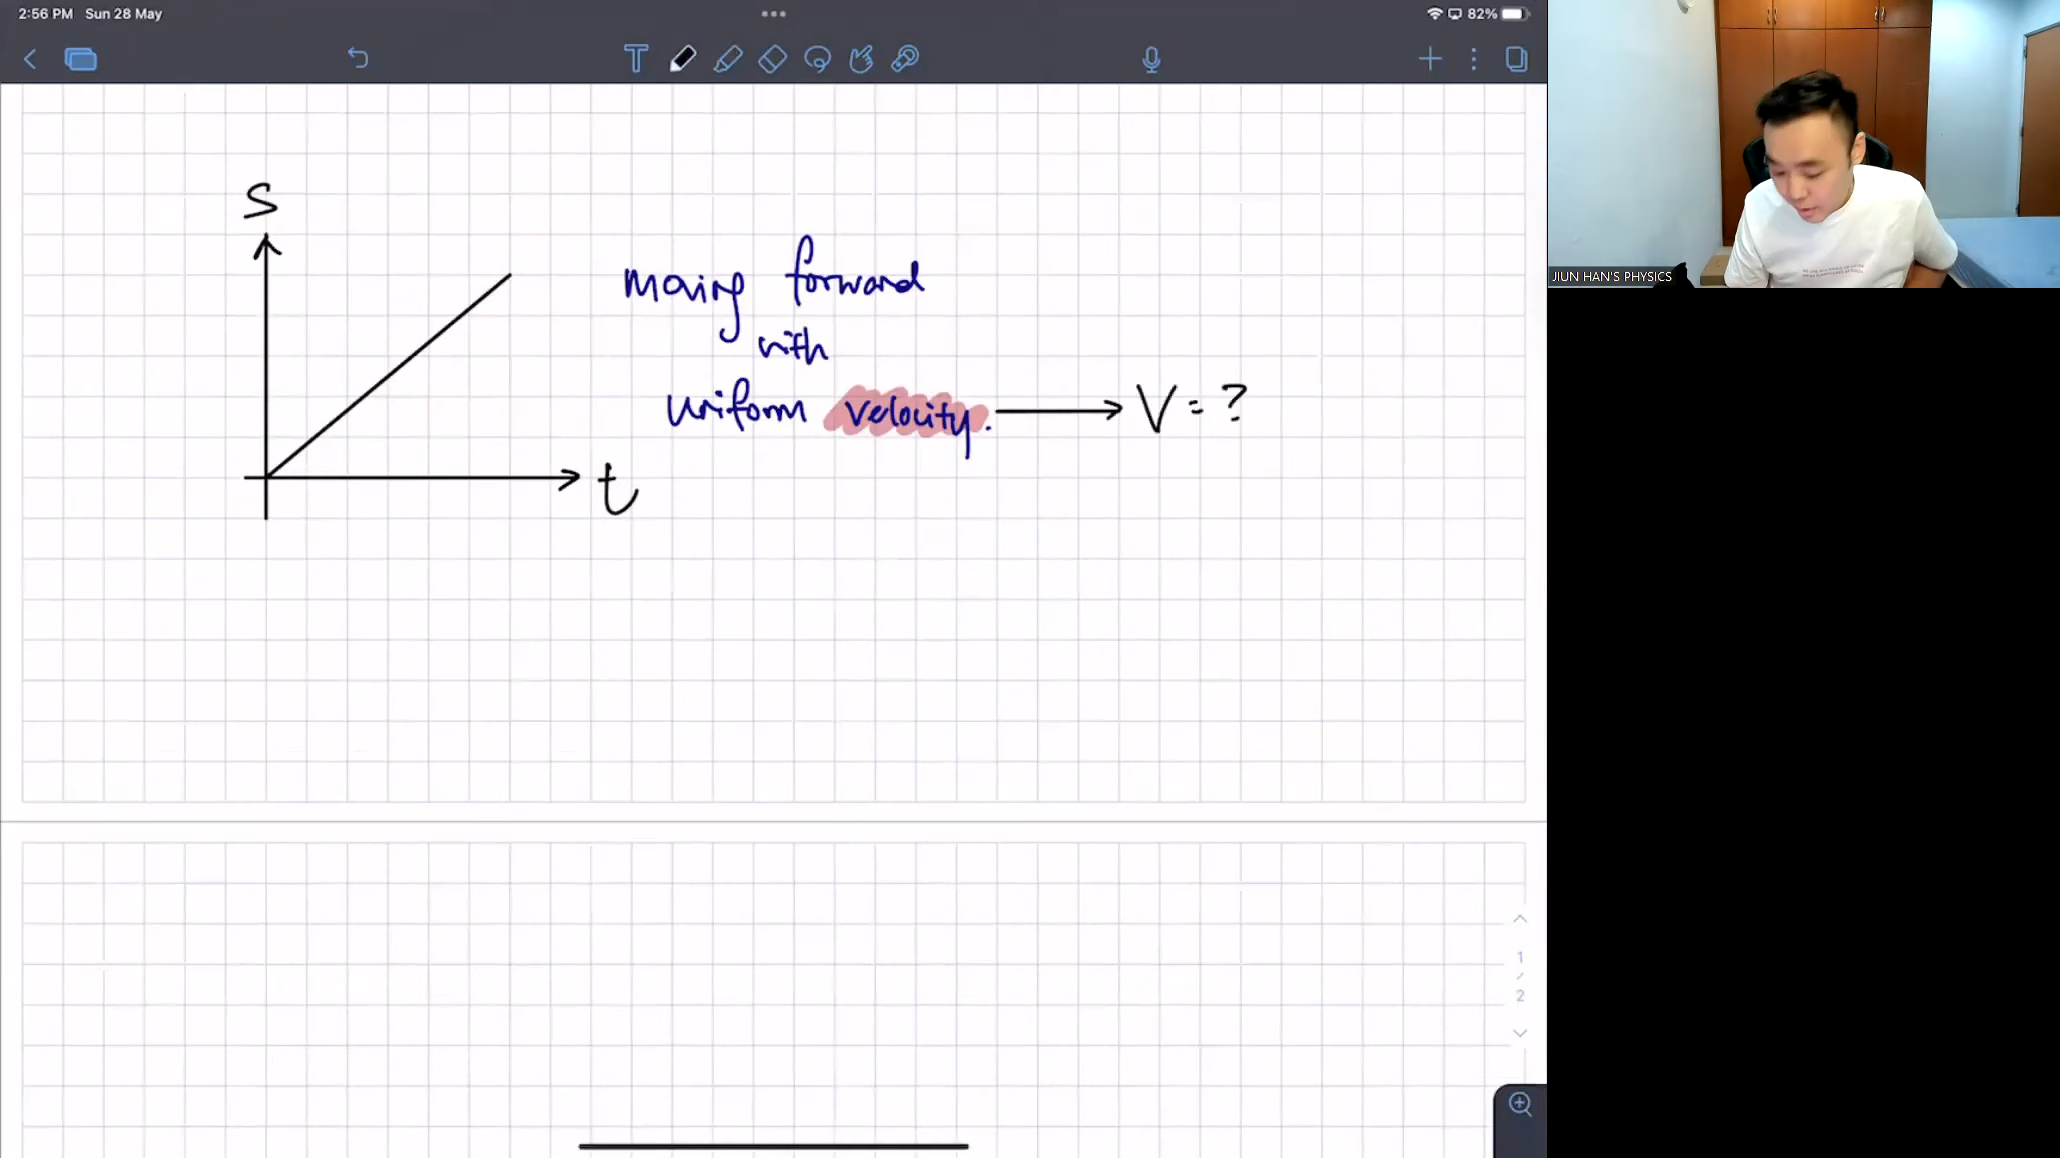 2:56 PM Sun 28 May
82%
T
S
moving forward
with
uniform velocity. → V = ?
t
JIUN HAN'S PHYSICS
1
2